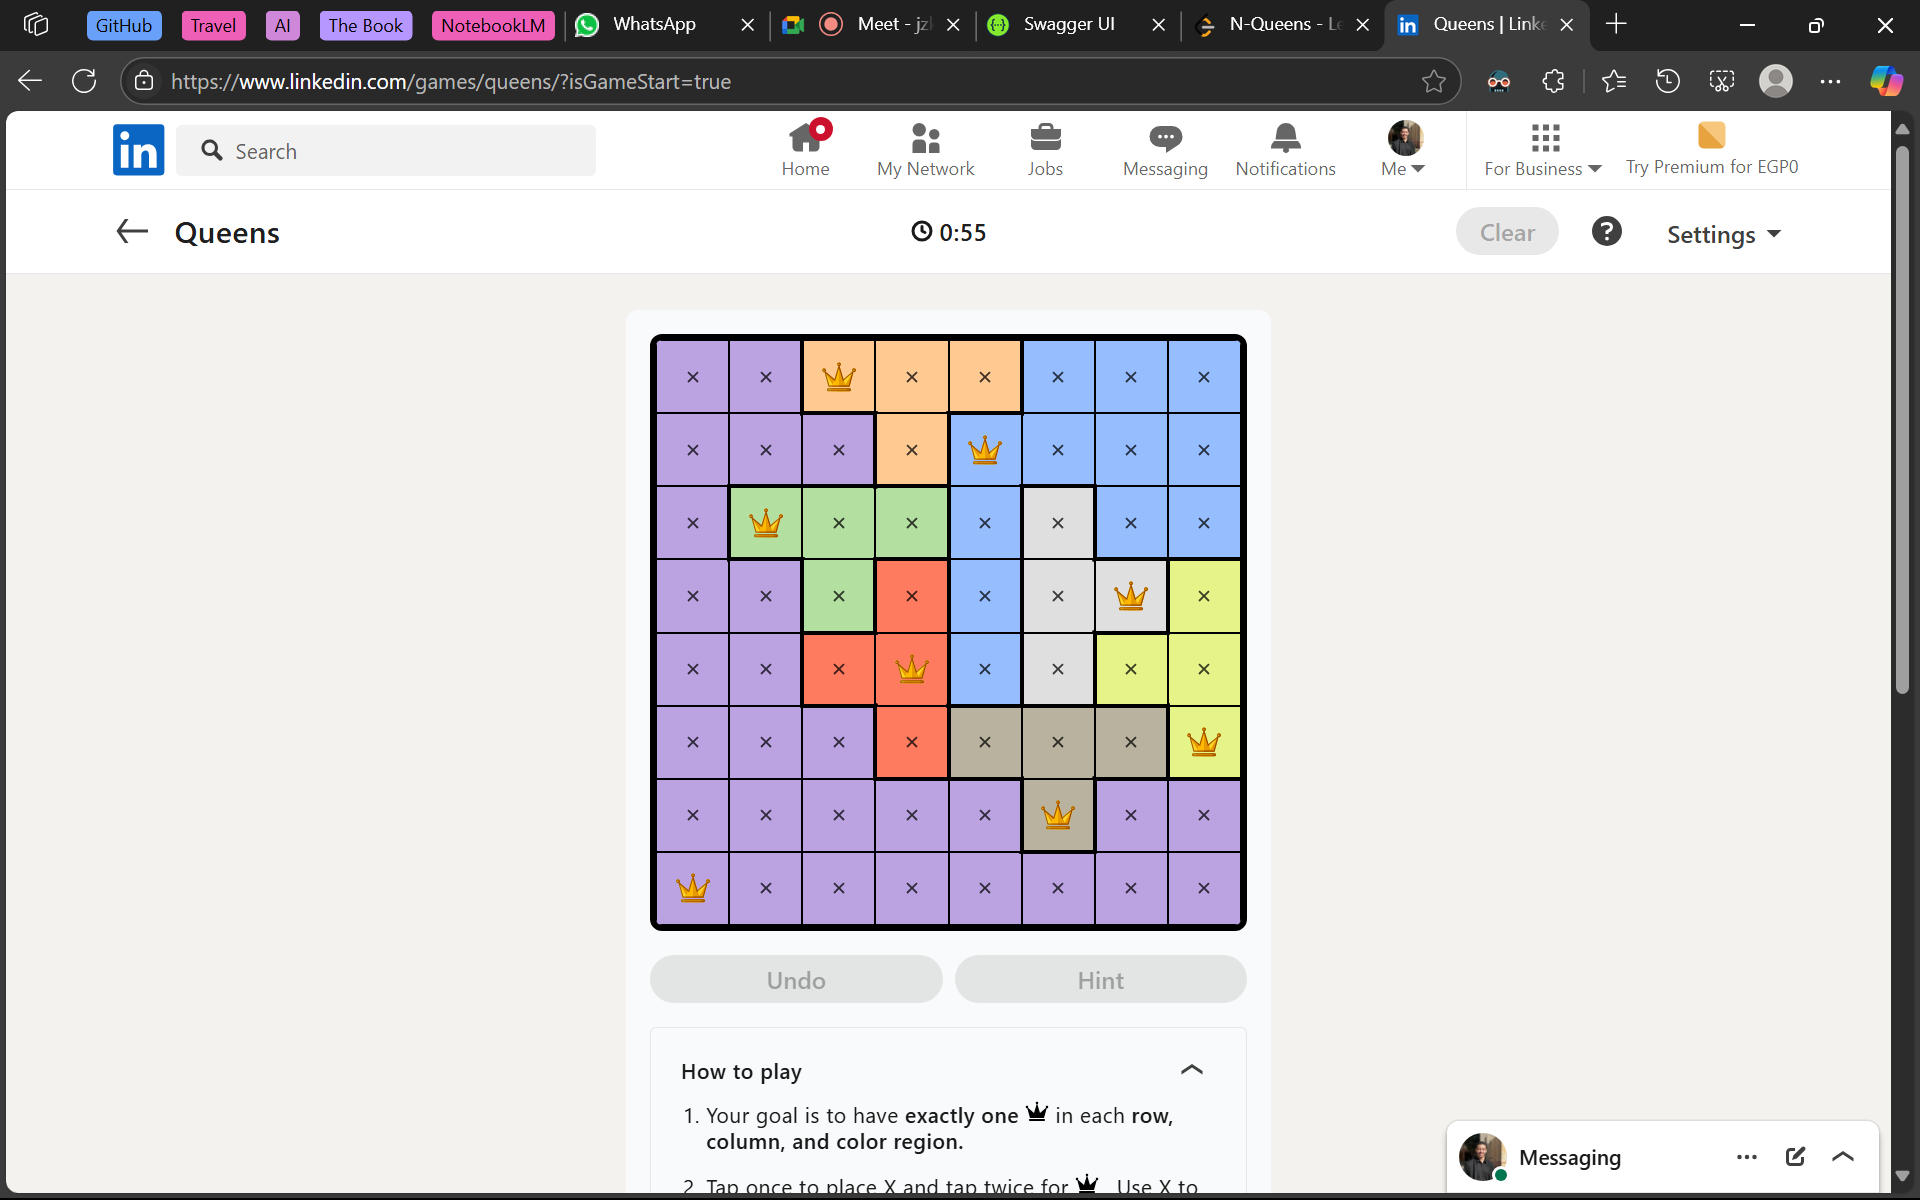 GitHub Travel AI The Book NotebookLM WhatsApp Meet - jz Swagger UI N-Queens - Le Queens | Linke
https://www.linkedin.com/games/queens/?isGameStart=true
in Search Home My Network Jobs Messaging Notifications Me For Business Try Premium for EGP0
Queens 0:55 Clear ? Settings
Undo Hint
How to play
1. Your goal is to have exactly one in each row,
column, and color region.
2. Tap once to place X and tap twice for . Use X to
Messaging